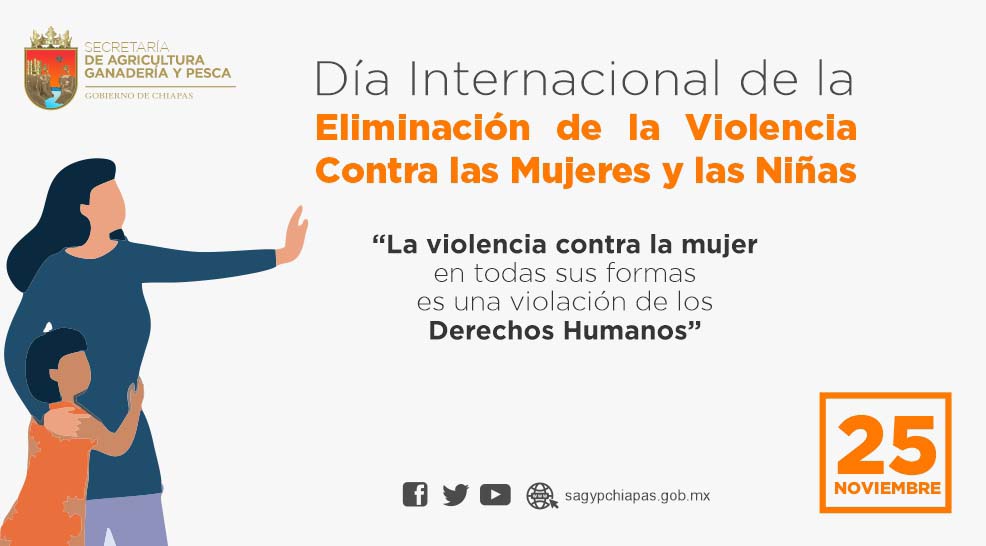 SECRETARÍA
DE AGRICULTURA
GANADERÍA Y PESCA
GOBIERNO DE CHIAPAS
Día Internacional de la
Eliminación de la Violencia
Contra las Mujeres y las Niñas
“La violencia contra la mujer
en todas sus formas
es una violación de los
Derechos Humanos”
25
NOVIEMBRE
sagypchiapas.gob.mx